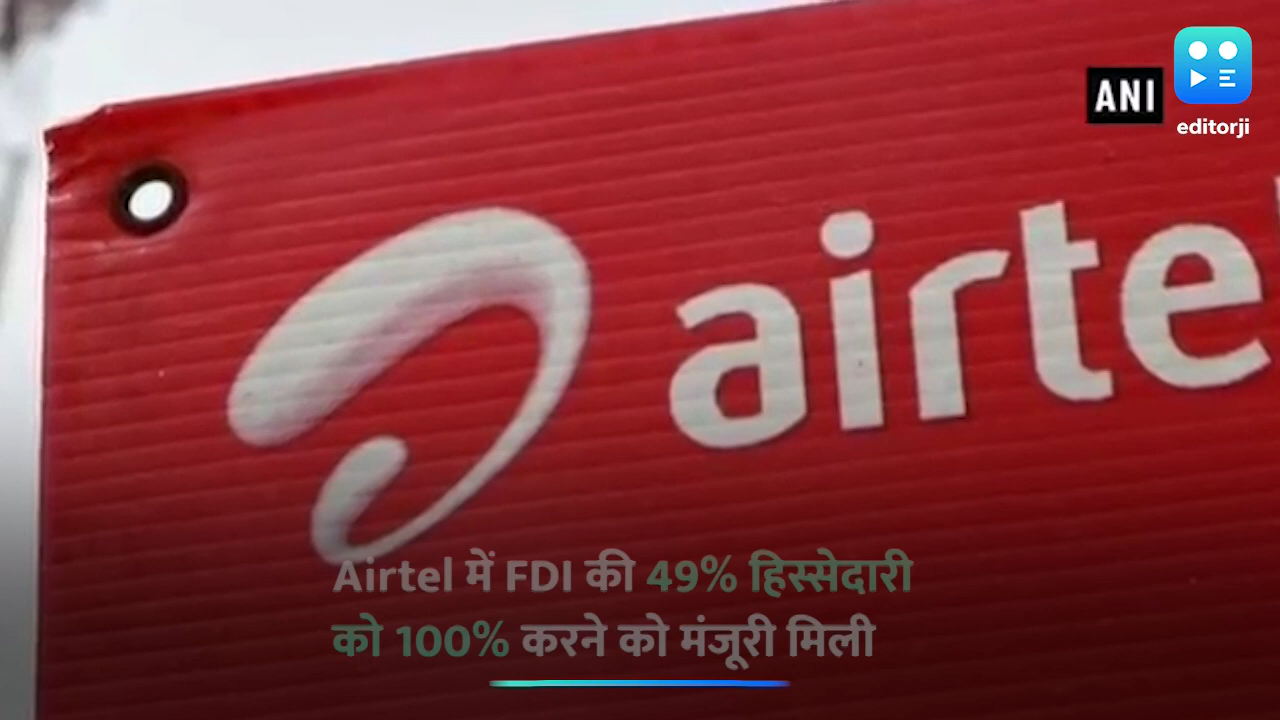 ANI
editorji
airtel
Airtel में FDI की 49% हिस्सेदारी
को 100% करने को मंजूरी मिली